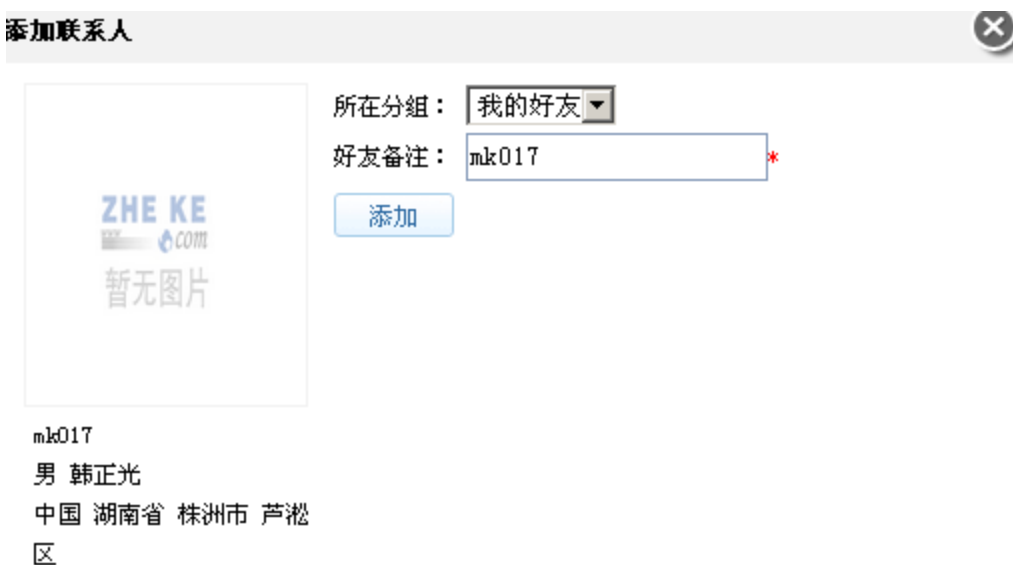 添加联系人
所在分组： 我的好友
好友备注： mk017 *
添加
ZHE KE
com
暂无图片
mk017
男 韩正光
中国 湖南省 株洲市 芦淞
区